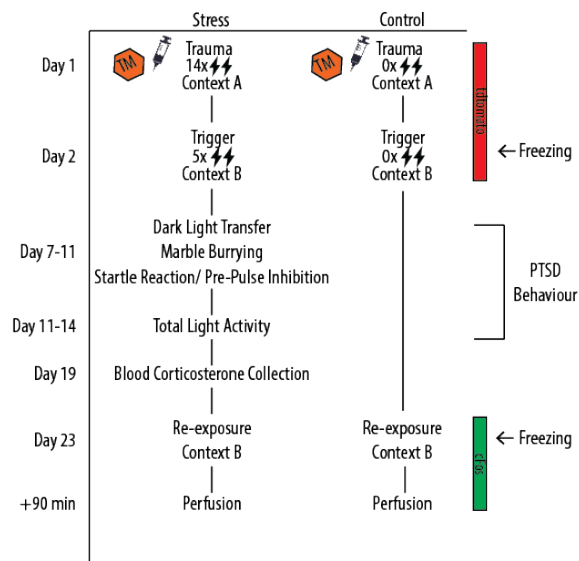 Stress Control
Day 1
TM
Trauma
14x
Context A
TM
Trauma
0x
Context A
tdtomato
Day 2
Trigger
5x
Context B
Trigger
0x
Context B
← Freezing
Day 7-11
Dark Light Transfer
Marble Burrying
Startle Reaction/ Pre-Pulse Inhibition
PTSD
Behaviour
Day 11-14
Total Light Activity
Day 19
Blood Corticosterone Collection
Day 23
Re-exposure
Context B
Re-exposure
Context B
cFos
← Freezing
+90 min
Perfusion
Perfusion